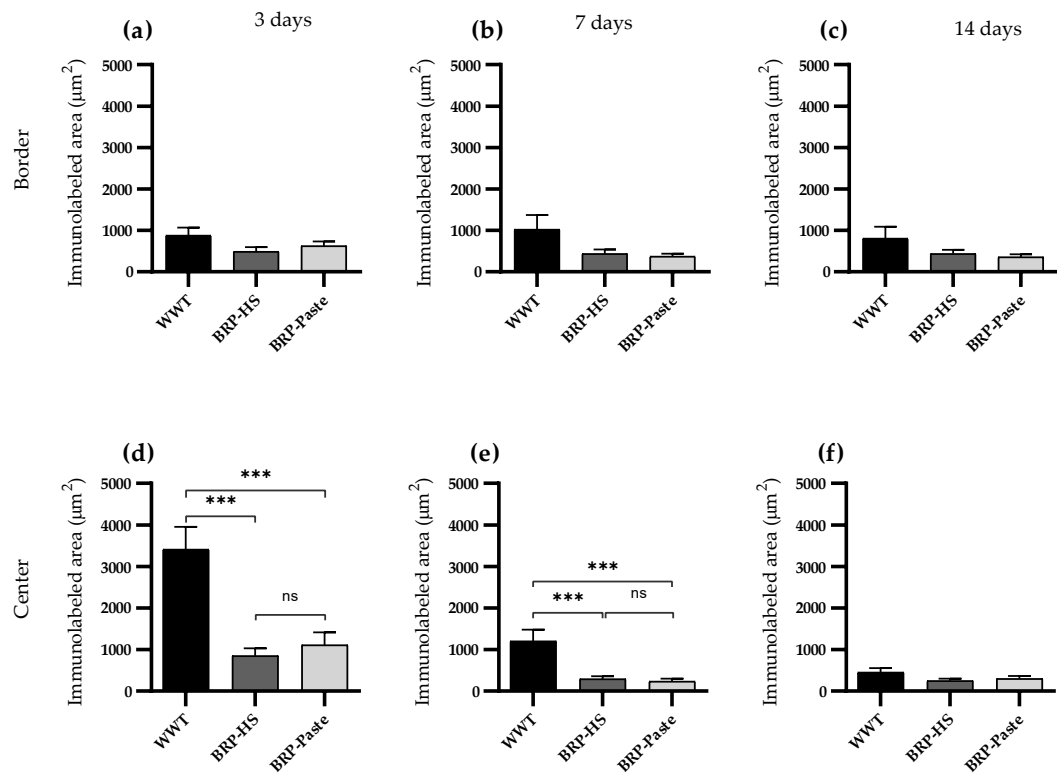 3 days
7 days
14 days
Border
Center
(a)
Immunolabeled area (μm²)
5000
4000
3000
2000
1000
0
WWT
BRP-HS
BRP-Paste
(b)
Immunolabeled area (μm²)
5000
4000
3000
2000
1000
0
WWT
BRP-HS
BRP-Paste
(c)
Immunolabeled area (μm²)
5000
4000
3000
2000
1000
0
WWT
BRP-HS
BRP-Paste
(d)
Immunolabeled area (μm²)
5000
4000
3000
2000
1000
0
***
***
ns
WWT
BRP-HS
BRP-Paste
(e)
Immunolabeled area (μm²)
5000
4000
3000
2000
1000
0
***
***
ns
WWT
BRP-HS
BRP-Paste
(f)
Immunolabeled area (μm²)
5000
4000
3000
2000
1000
0
WWT
BRP-HS
BRP-Paste